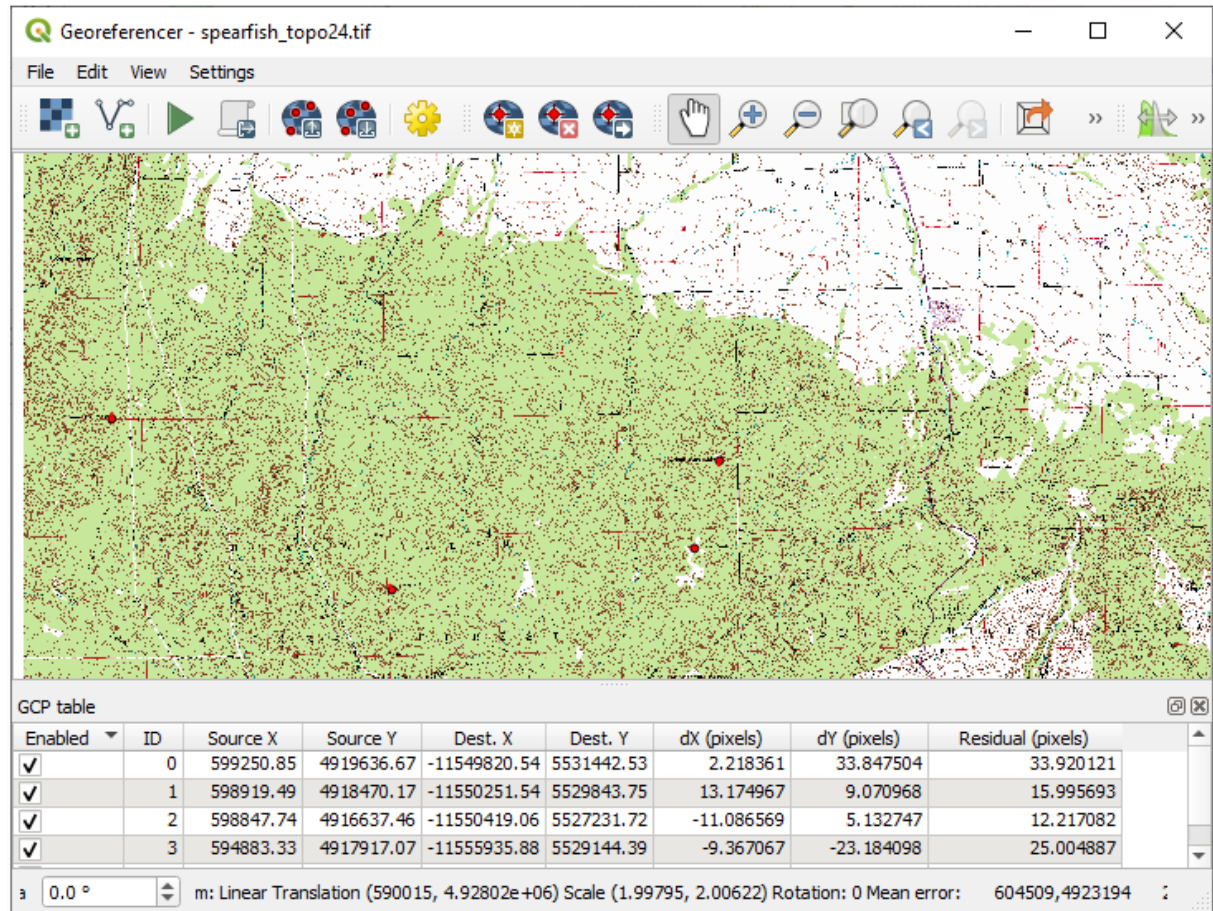 Georeferencer - spearfish_topo24.tif
File Edit View Settings
GCP table
Enabled ID Source X Source Y Dest. X Dest. Y dX (pixels) dY (pixels) Residual (pixels)
0 599250.85 4919636.67 -11549820.54 5531442.53 2.218361 33.847504 33.920121
1 598919.49 4918470.17 -11550251.54 5529843.75 13.174967 9.070968 15.995693
2 598847.74 4916637.46 -11550419.06 5527231.72 -11.086569 5.132747 12.217082
3 594883.33 4917917.07 -11555935.88 5529144.39 -9.367067 -23.184098 25.004887
0.0 ° m: Linear Translation (590015, 4.92802e+06) Scale (1.99795, 2.00622) Rotation: 0 Mean error: 604509,4923194